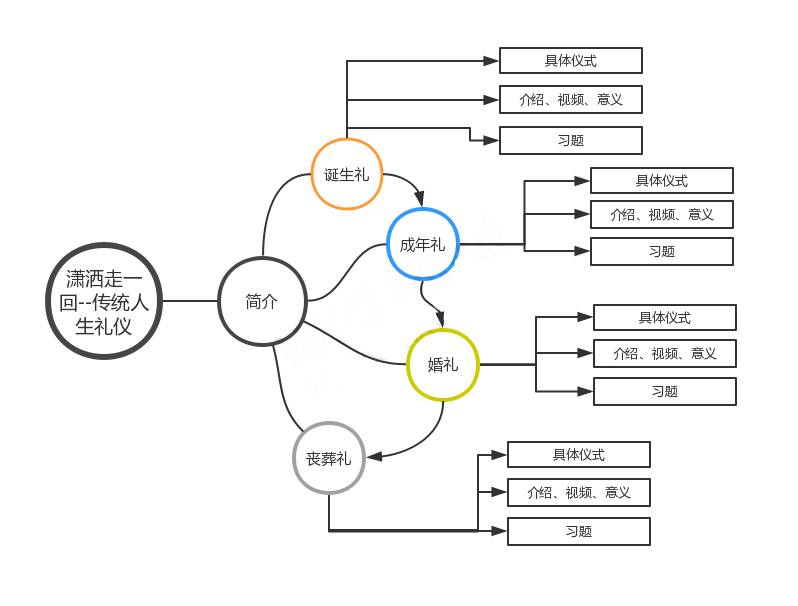 具体仪式
介绍、视频、意义
习题
诞生礼
具体仪式
介绍、视频、意义
习题
成年礼
潇洒走一
回--传统人
生礼仪
简介
具体仪式
介绍、视频、意义
习题
婚礼
丧葬礼
具体仪式
介绍、视频、意义
习题